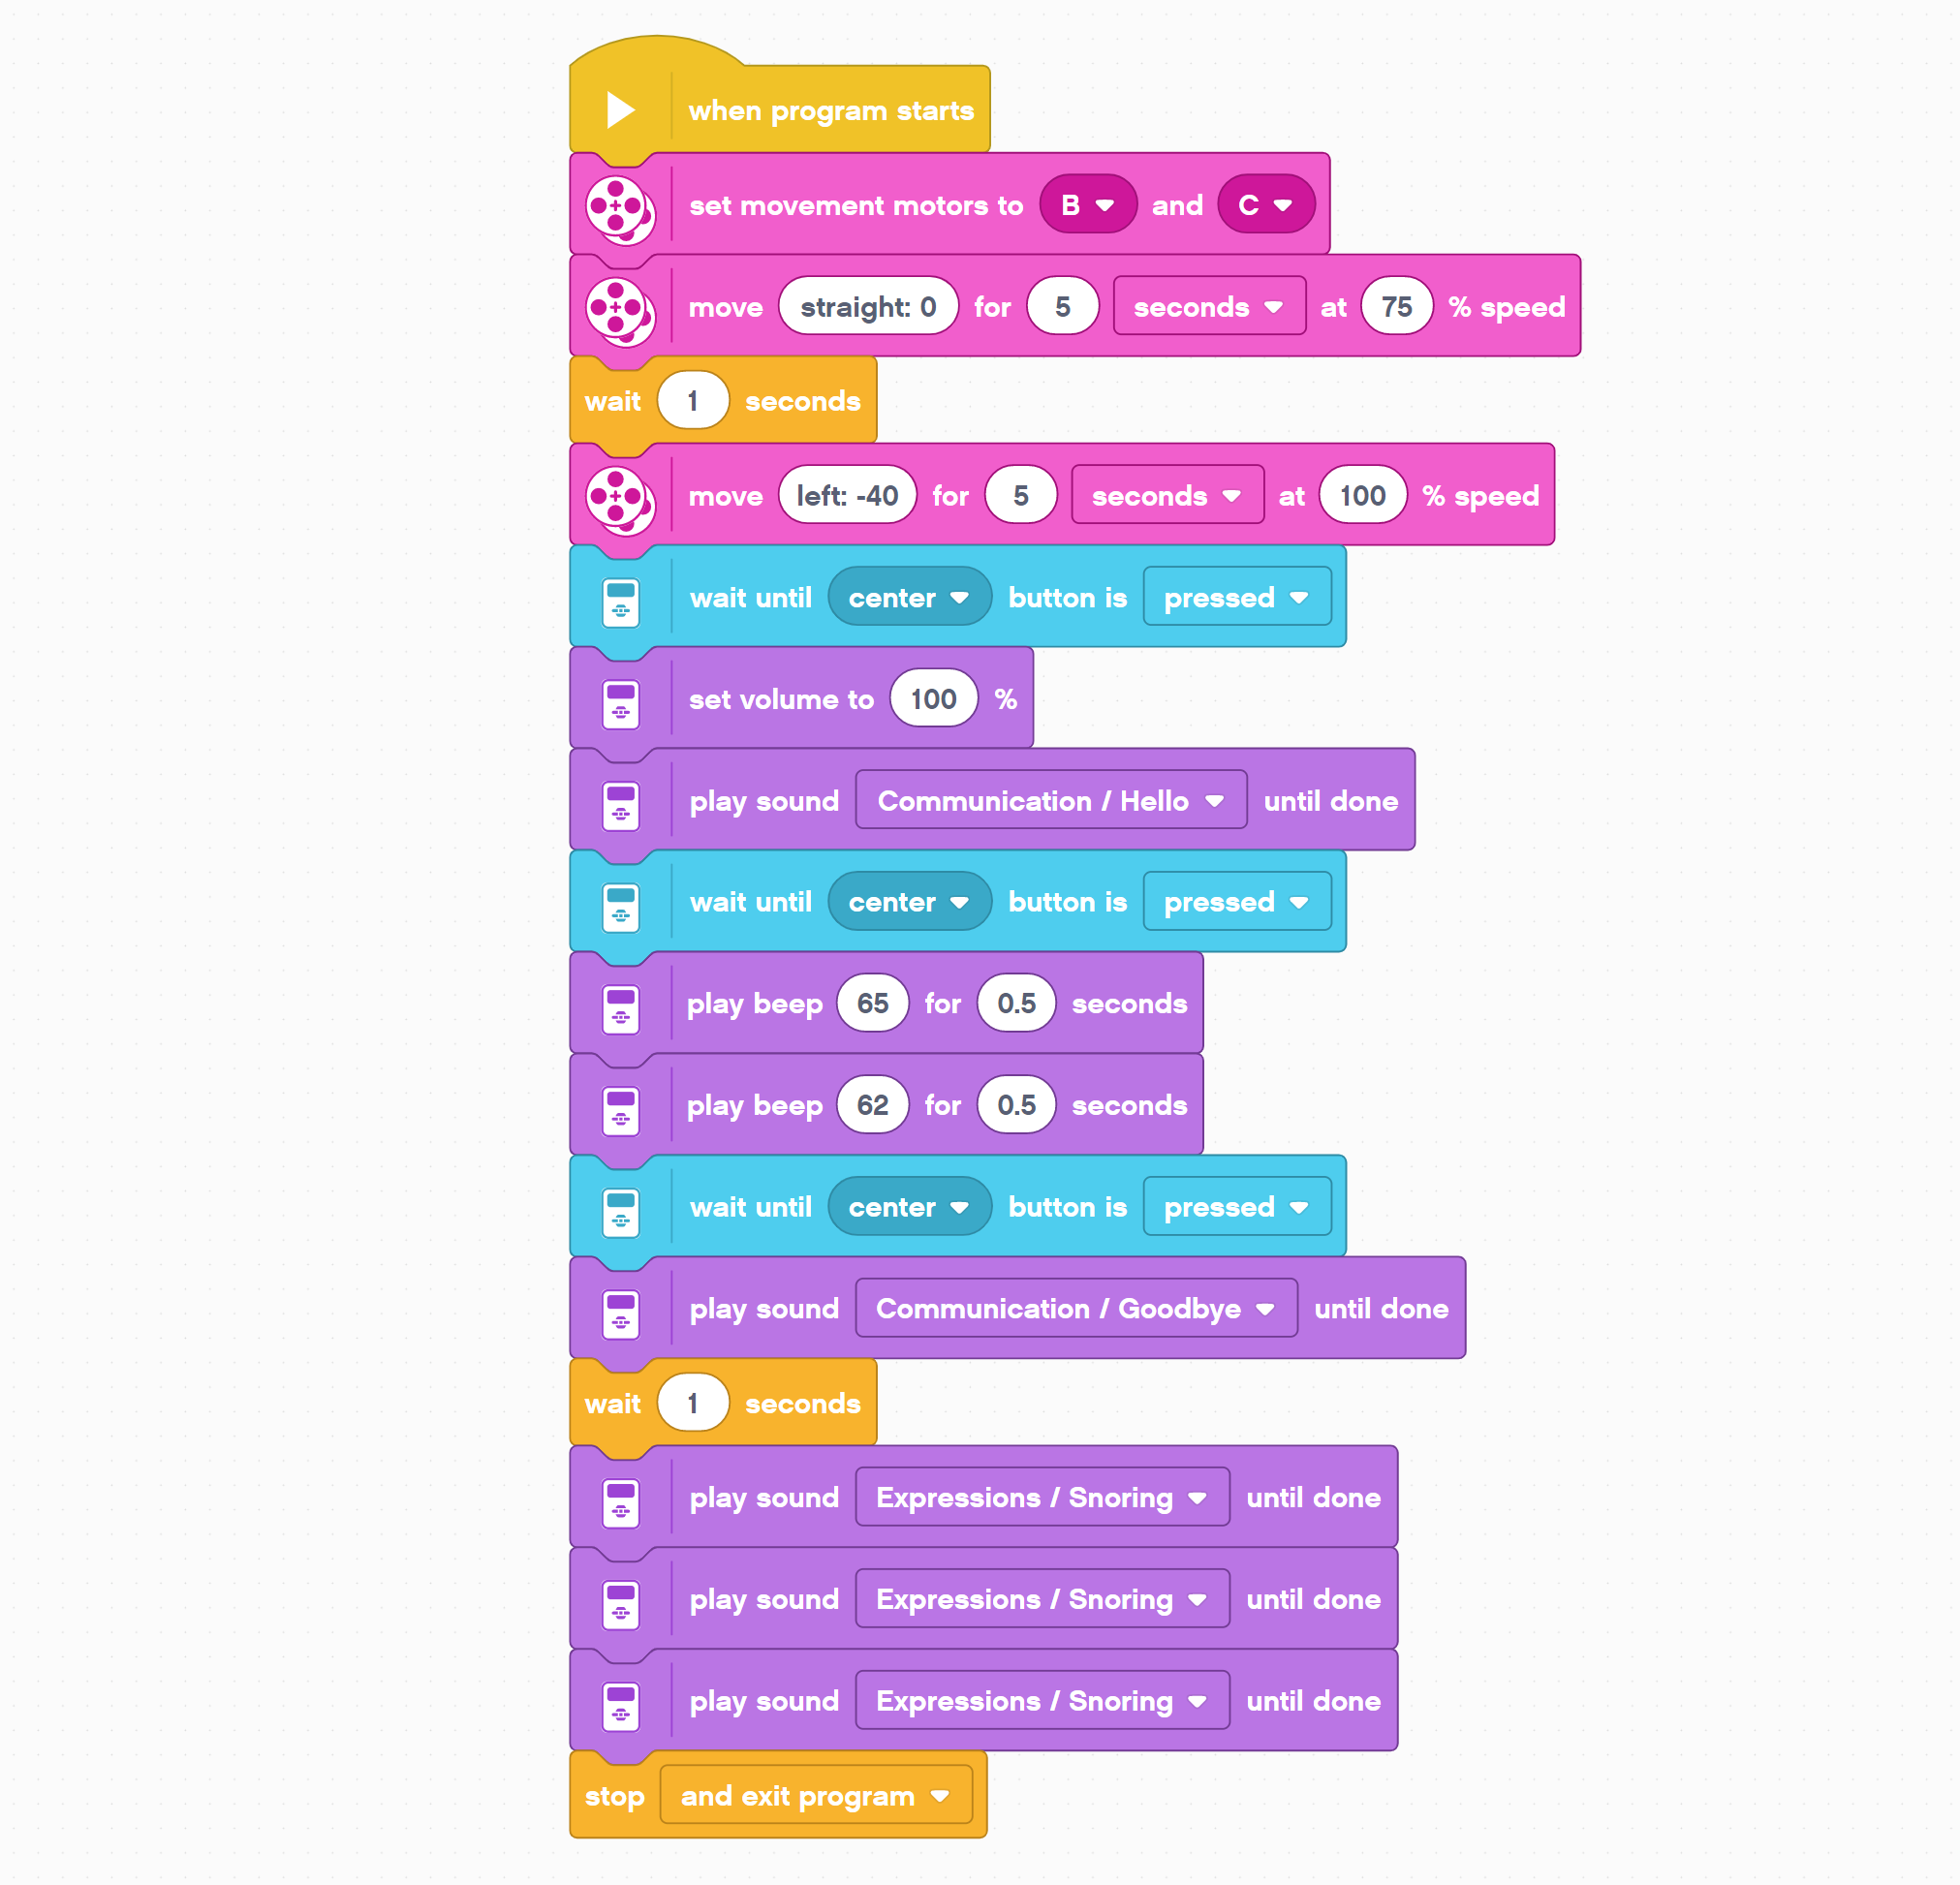 when program starts
set movement motors to B and C
move straight: 0 for 5 seconds at 75 % speed
wait 1 seconds
move left: -40 for 5 seconds at 100 % speed
wait until center button is pressed
set volume to 100 %
play sound Communication / Hello until done
wait until center button is pressed
play beep 65 for 0.5 seconds
play beep 62 for 0.5 seconds
wait until center button is pressed
play sound Communication / Goodbye until done
wait 1 seconds
play sound Expressions / Snoring until done
play sound Expressions / Snoring until done
play sound Expressions / Snoring until done
stop and exit program